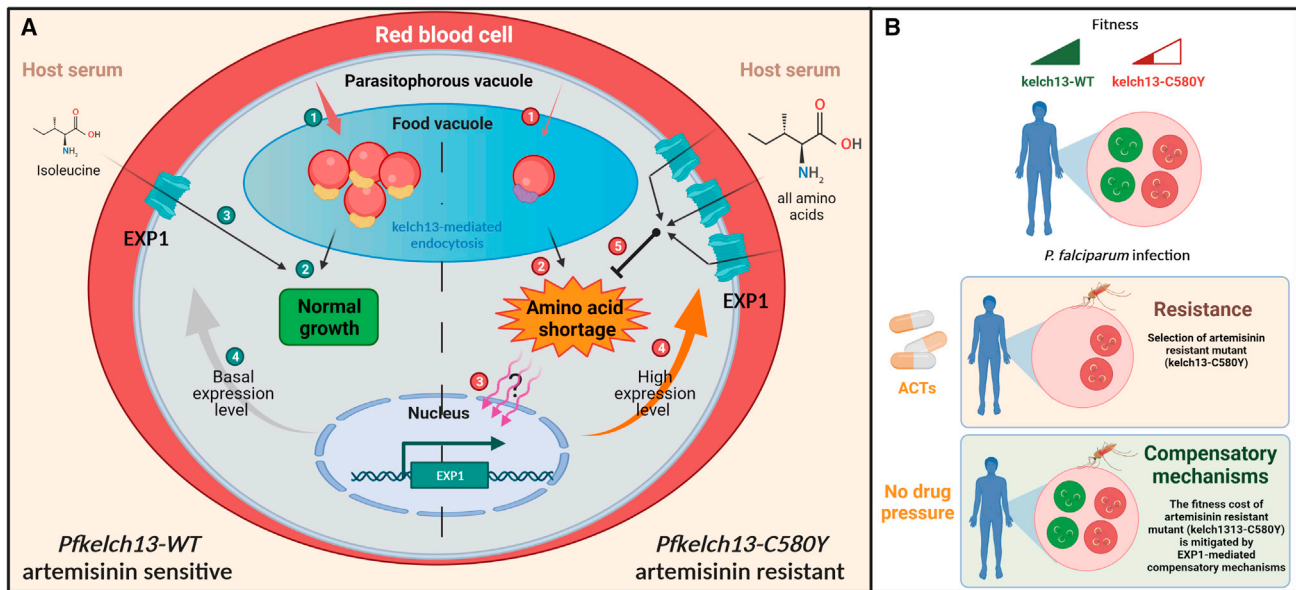 A
Red blood cell
Host serum
Host serum
Parasitophorous vacuole
Food vacuole
1
1
O
OH
NH2
Isoleucine
O
OH
NH2
all amino
acids
kelch13-mediated
endocytosis
EXP1
3
2
2
5
EXP1
Normal
growth
Amino acid
shortage
4
Basal
expression
level
3
?
4
High
expression
level
Nucleus
EXP1
Pfkelch13-WT
artemisinin sensitive
Pfkelch13-C580Y
artemisinin resistant
B
Fitness
kelch13-WT
kelch13-C580Y
P. falciparum infection
ACTs
Resistance
Selection of artemisinin
resistant mutant
(kelch13-C580Y)
No drug
pressure
Compensatory
mechanisms
The fitness cost of
artemisinin resistant
mutant (kelch1313-C580Y)
is mitigated by
EXP1-mediated
compensatory mechanisms